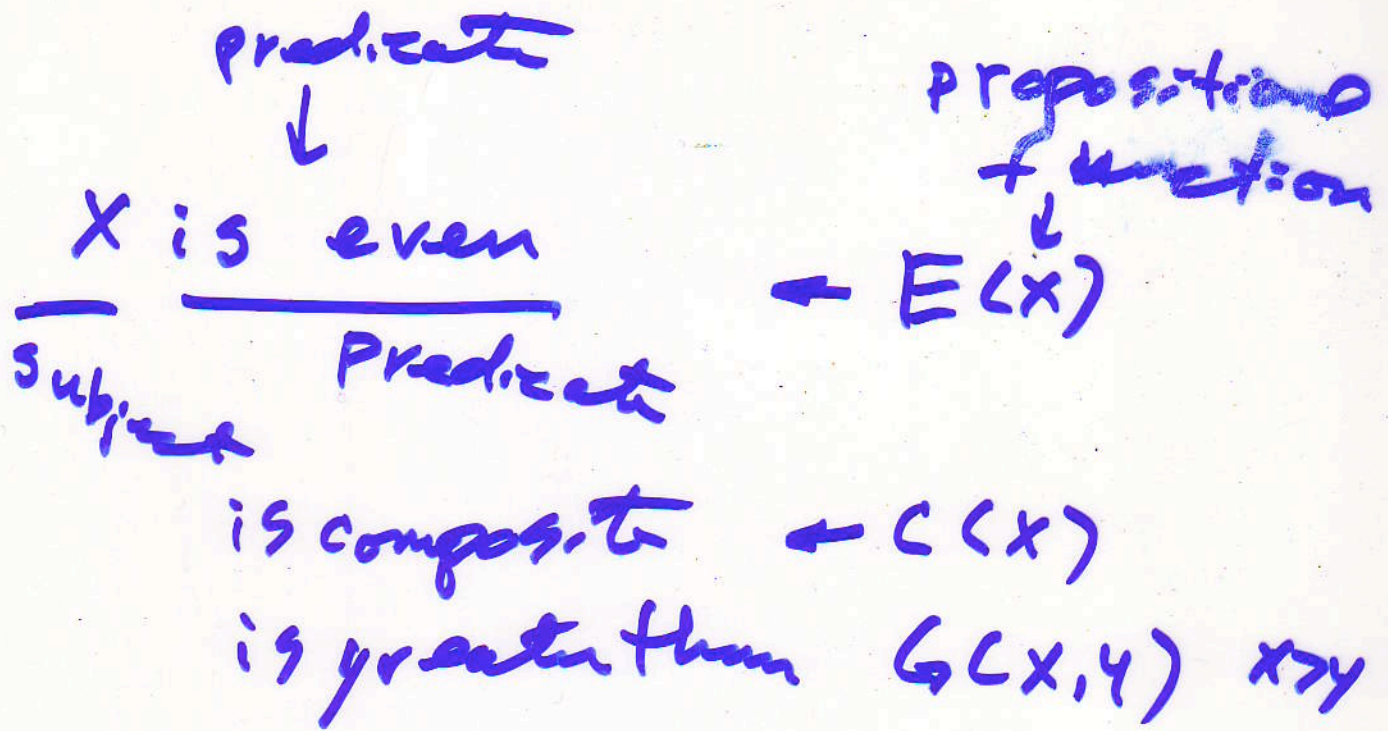 predicate
propositional
function
↓ ↓
X is even ← E(x)
subject predicate
is composite ← C(x)
is greater than G(x,y) x>y